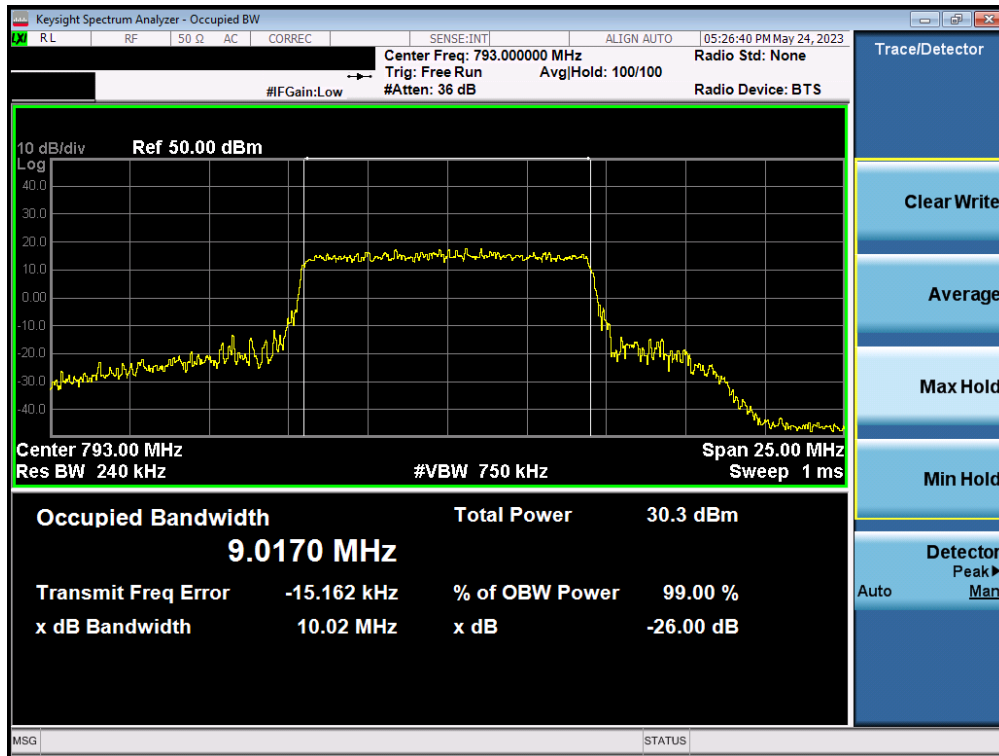 Keysight Spectrum Analyzer - Occupied BW
LXI RL RF 50 Ω AC CORREC SENSE:INT ALIGN AUTO 05:26:40 PM May 24, 2023
Center Freq: 793.000000 MHz Radio Std: None
Trig: Free Run Avg|Hold: 100/100
#IFGain:Low #Atten: 36 dB Radio Device: BTS
Trace/Detector
10 dB/div Ref 50.00 dBm
Log
40.0
30.0
20.0
10.0
0.00
-10.0
-20.0
-30.0
-40.0
Center 793.00 MHz Span 25.00 MHz
Res BW 240 kHz #VBW 750 kHz Sweep 1 ms
Occupied Bandwidth Total Power 30.3 dBm
9.0170 MHz
Transmit Freq Error -15.162 kHz % of OBW Power 99.00 %
x dB Bandwidth 10.02 MHz x dB -26.00 dB
Clear Write
Average
Max Hold
Min Hold
Detector
Peak▶
Auto Man
MSG STATUS